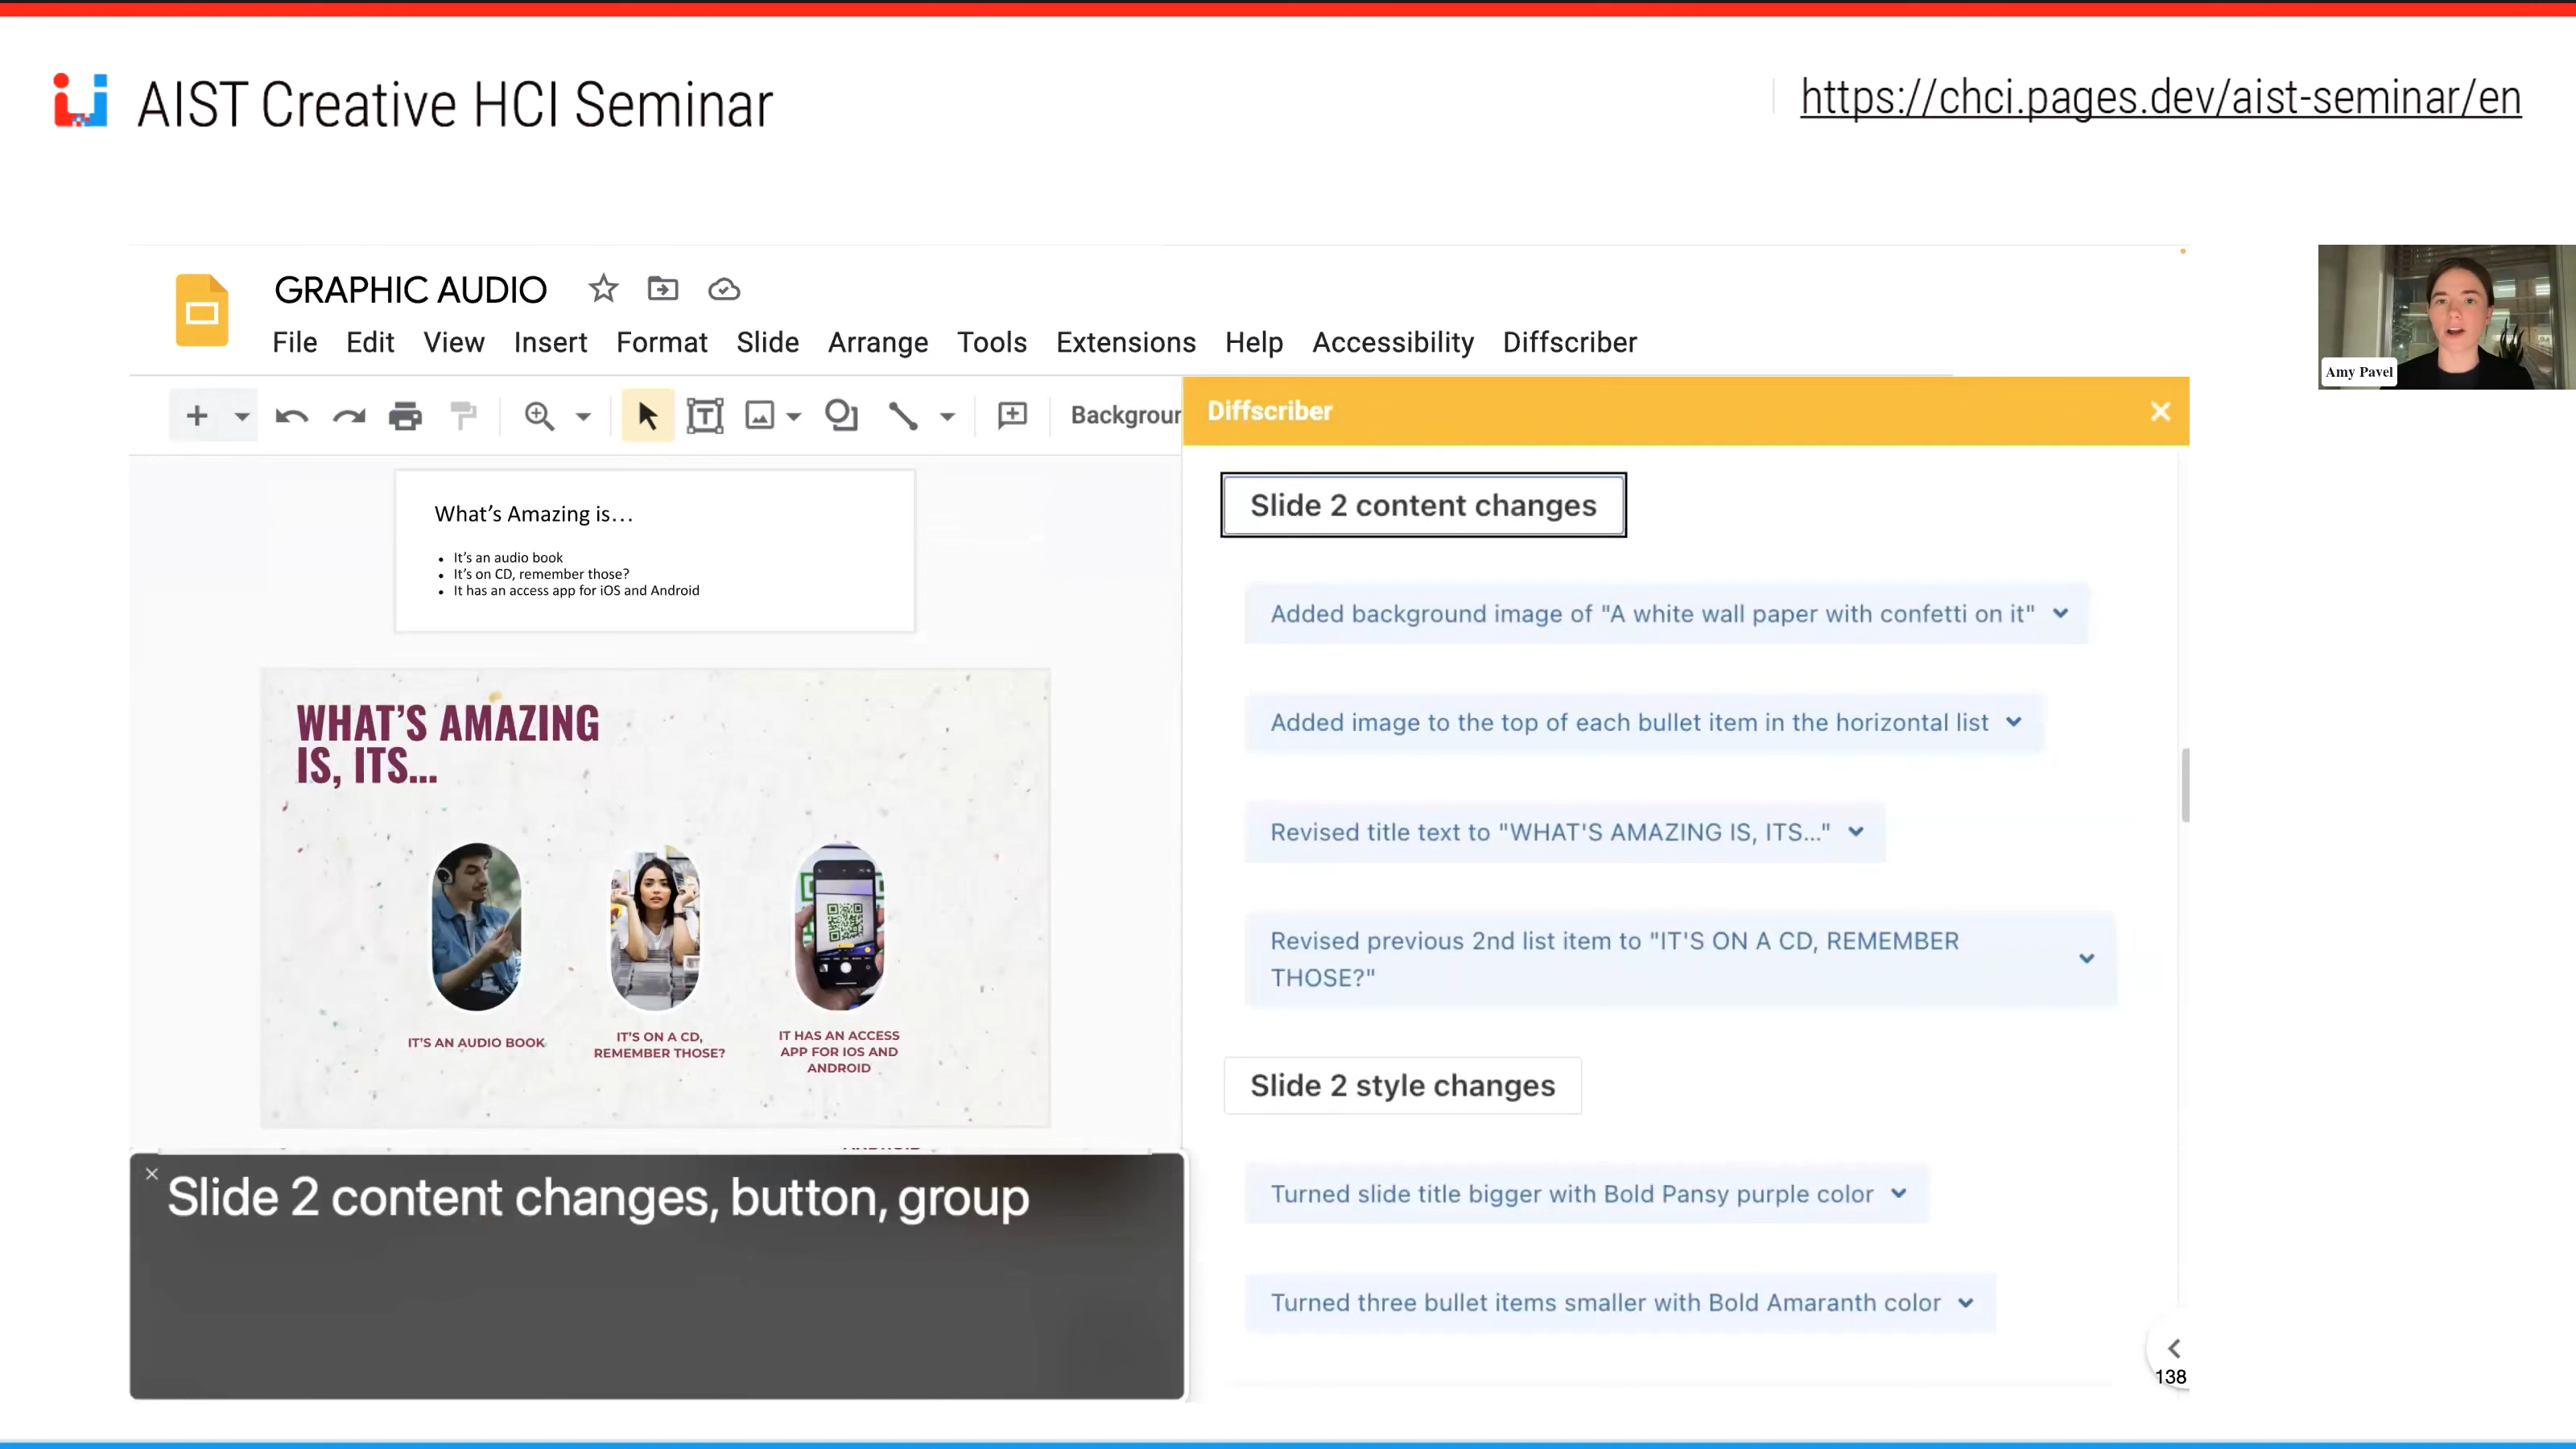 AIST Creative HCI Seminar
https://chci.pages.dev/aist-seminar/en
GRAPHIC AUDIO
File Edit View Insert Format Slide Arrange Tools Extensions Help Accessibility Diffscriber
Backgroun
Diffscriber
What's Amazing is...
• It's an audio book
• It's on CD, remember those?
• It has an access app for iOS and Android
WHAT'S AMAZING
IS, ITS...
IT'S AN AUDIO BOOK
IT'S ON A CD,
REMEMBER THOSE?
IT HAS AN ACCESS
APP FOR IOS AND
ANDROID
Slide 2 content changes, button, group
Slide 2 content changes
Added background image of "A white wall paper with confetti on it"
Added image to the top of each bullet item in the horizontal list
Revised title text to "WHAT'S AMAZING IS, ITS..."
Revised previous 2nd list item to "IT'S ON A CD, REMEMBER
THOSE?"
Slide 2 style changes
Turned slide title bigger with Bold Pansy purple color
Turned three bullet items smaller with Bold Amaranth color
138
Amy Pavel